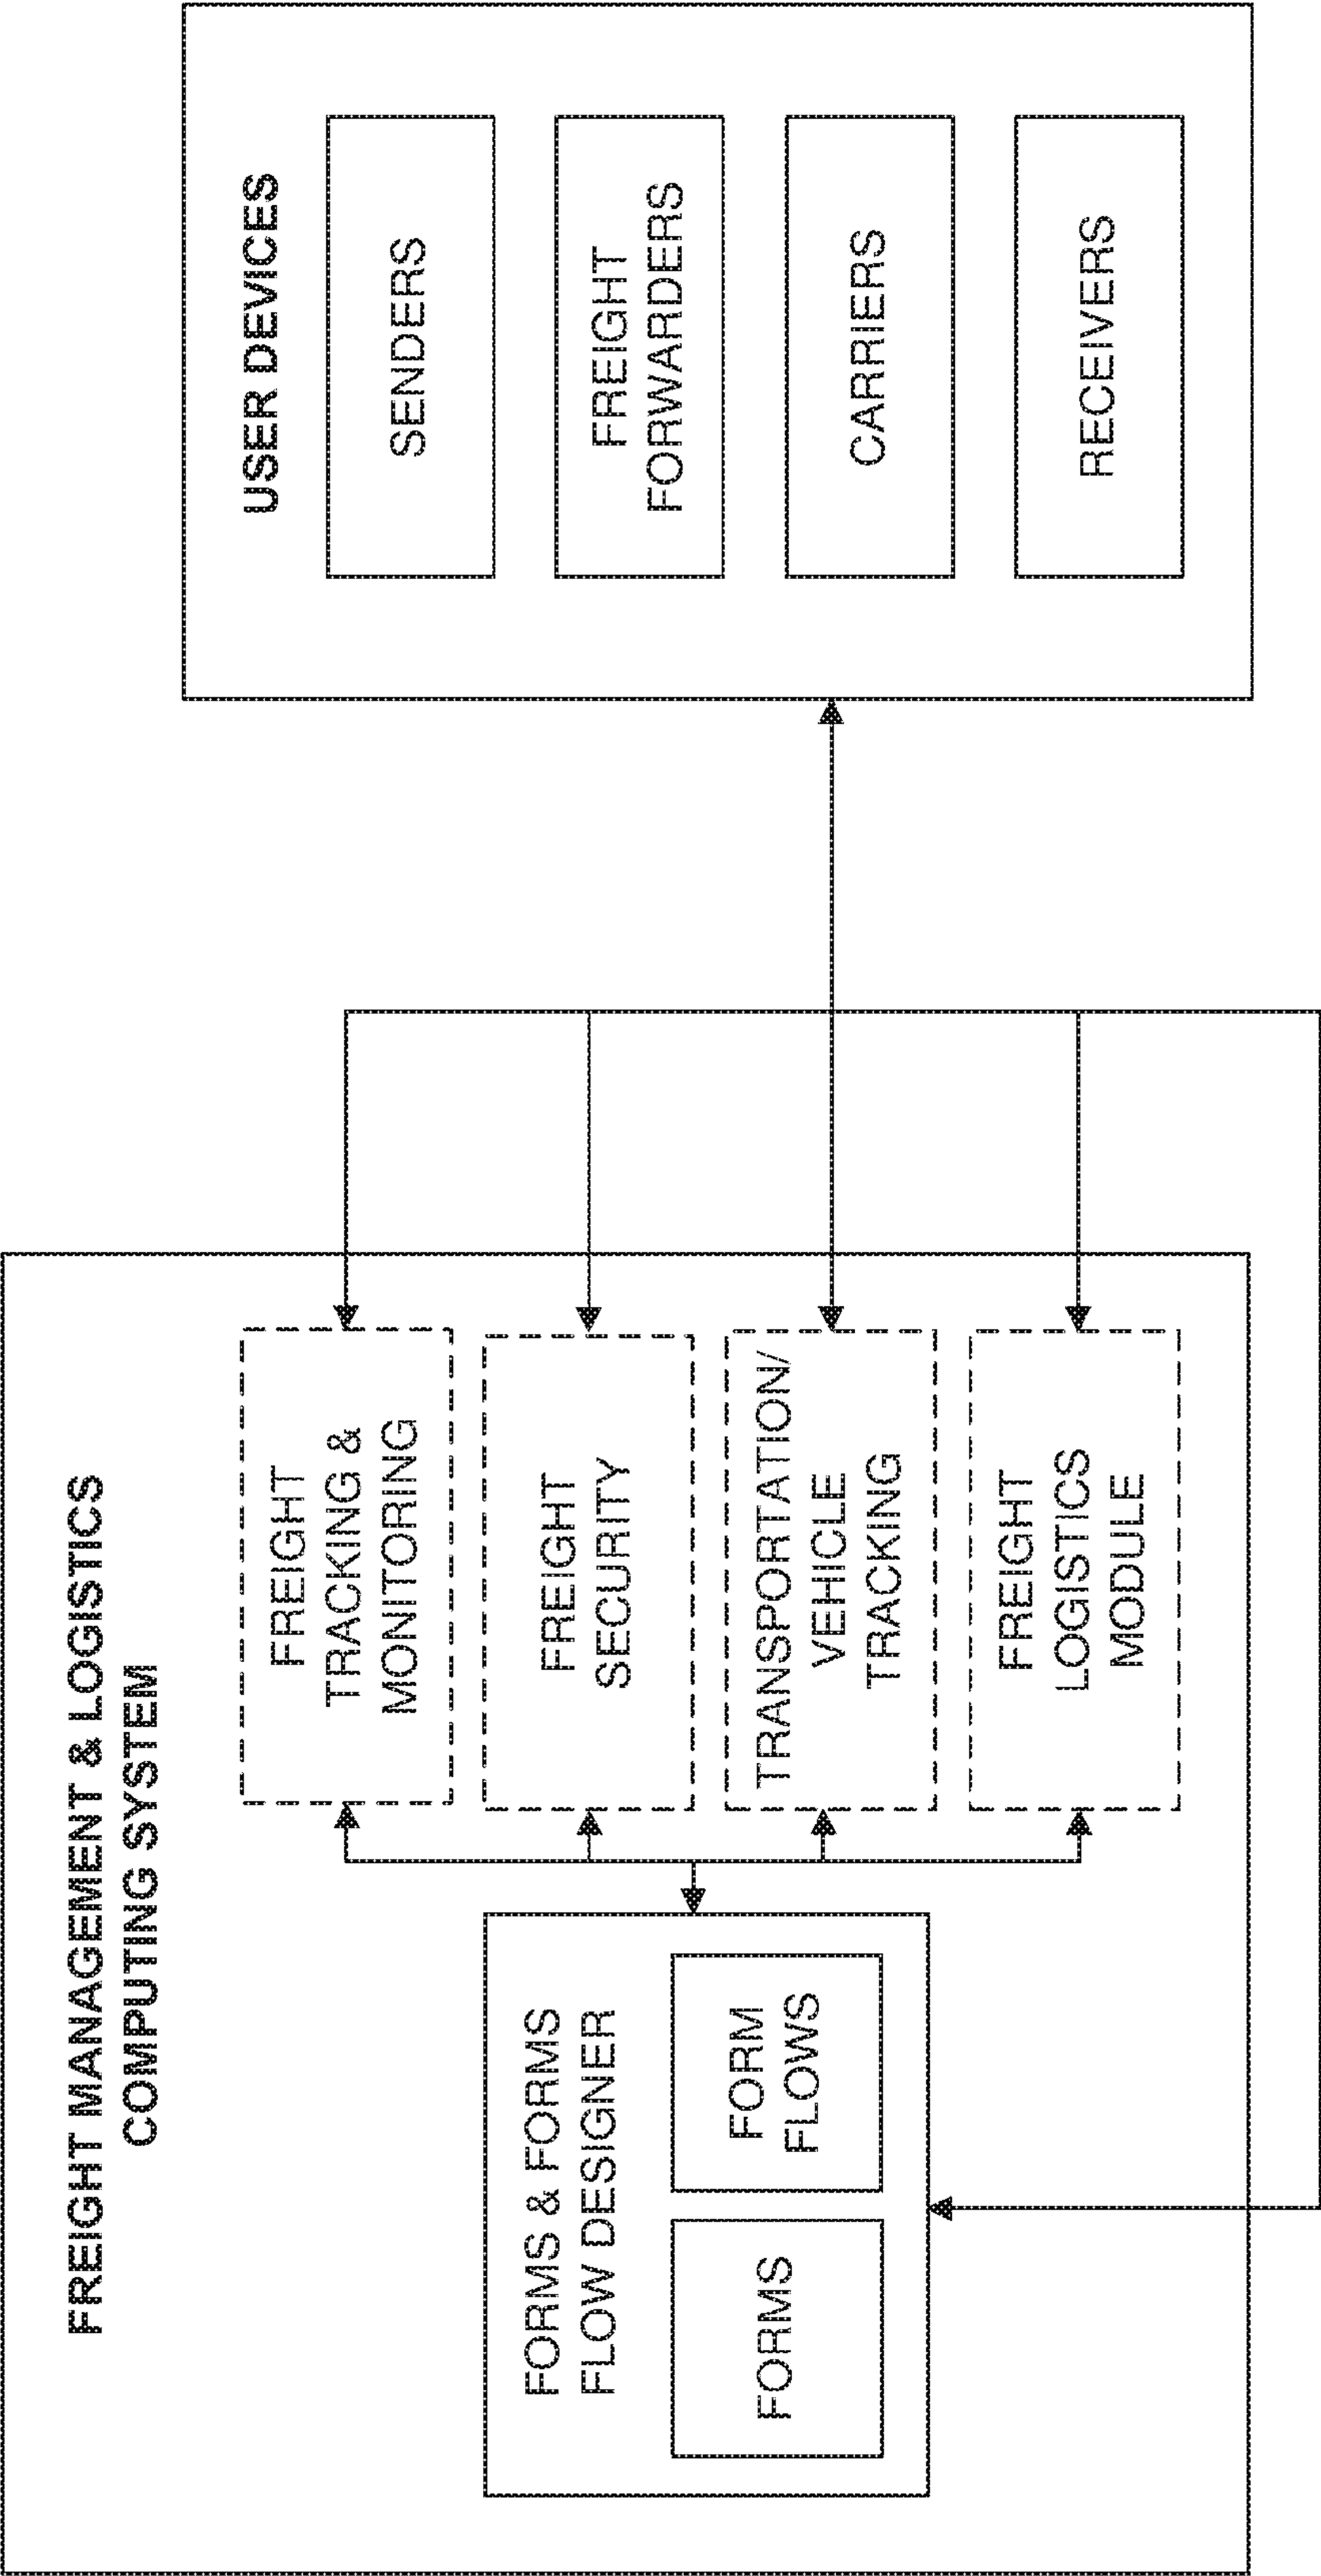 FREIGHT MANAGEMENT & LOGISTICS
COMPUTING SYSTEM
FORMS & FORMS
FLOW DESIGNER
FORMS
FORM
FLOWS
FREIGHT
TRACKING &
MONITORING
FREIGHT
SECURITY
TRANSPORTATION/
VEHICLE
TRACKING
FREIGHT
LOGISTICS
MODULE
USER DEVICES
SENDERS
FREIGHT
FORWARDERS
CARRIERS
RECEIVERS